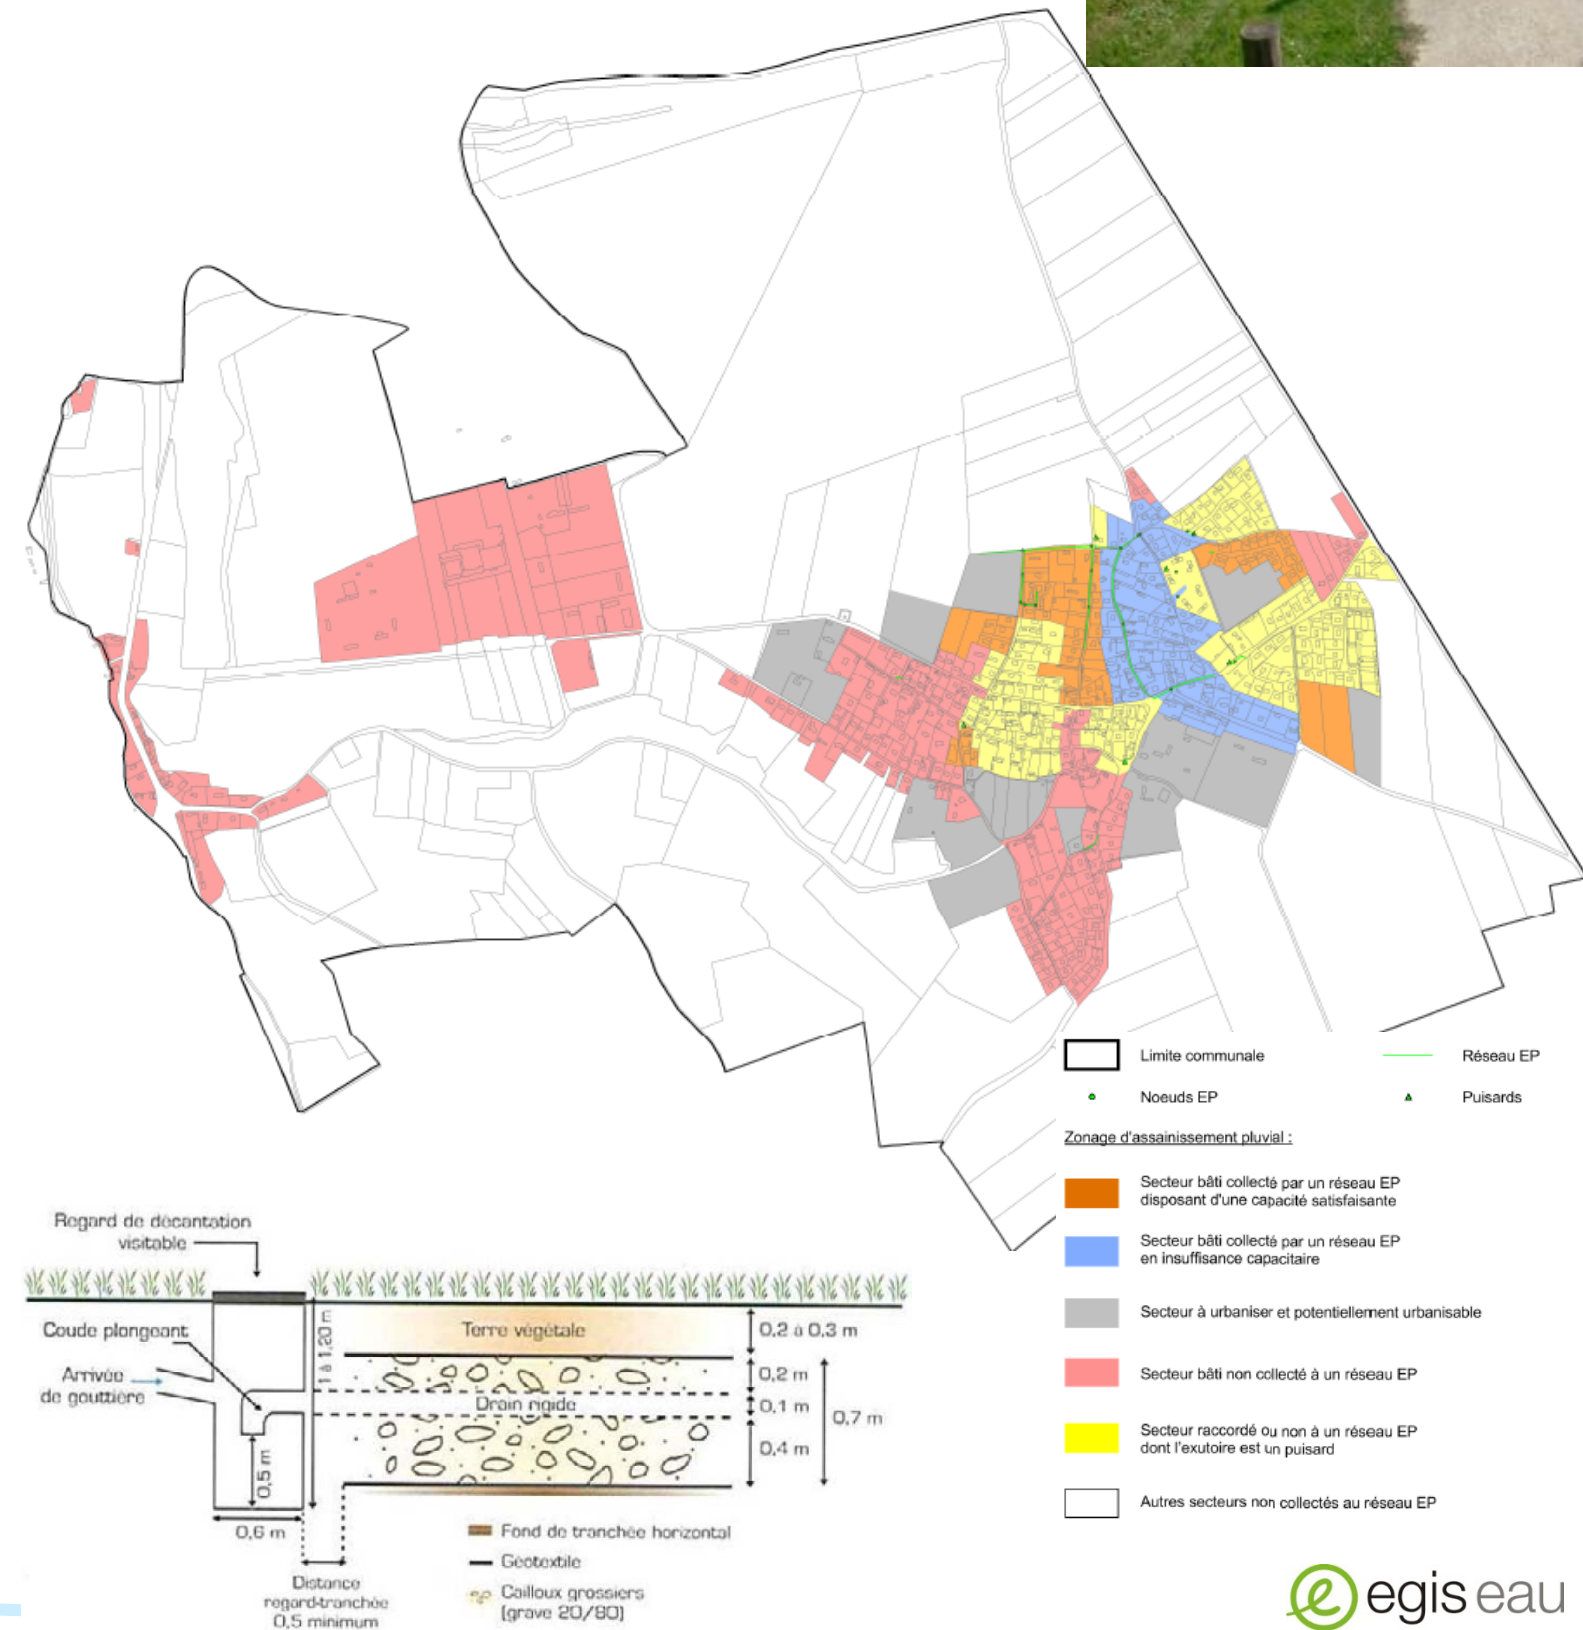 Limite communale
Réseau EP
Noeuds EP
Puisards
Zonage d'assainissement pluvial :
Secteur bâti collecté par un réseau EP
disposant d'une capacité satisfaisante
Secteur bâti collecté par un réseau EP
en insuffisance capacitaire
Secteur à urbaniser et potentiellement urbanisable
Secteur bâti non collecté à un réseau EP
Secteur raccordé ou non à un réseau EP
dont l'exutoire est un puisard
Autres secteurs non collectés au réseau EP
Regard de décantation
visitable
Coude plongeant
Arrivée
de gouttière
1 à 1,20 m
0,5 m
0,6 m
Terre végétale
Drain rigide
0,2 à 0,3 m
0,2 m
0,1 m
0,4 m
0,7 m
Distance
regard-tranchée
0,5 minimum
Fond de tranchée horizontal
Géotextile
Cailloux grossiers
(grave 20/80)
egis eau